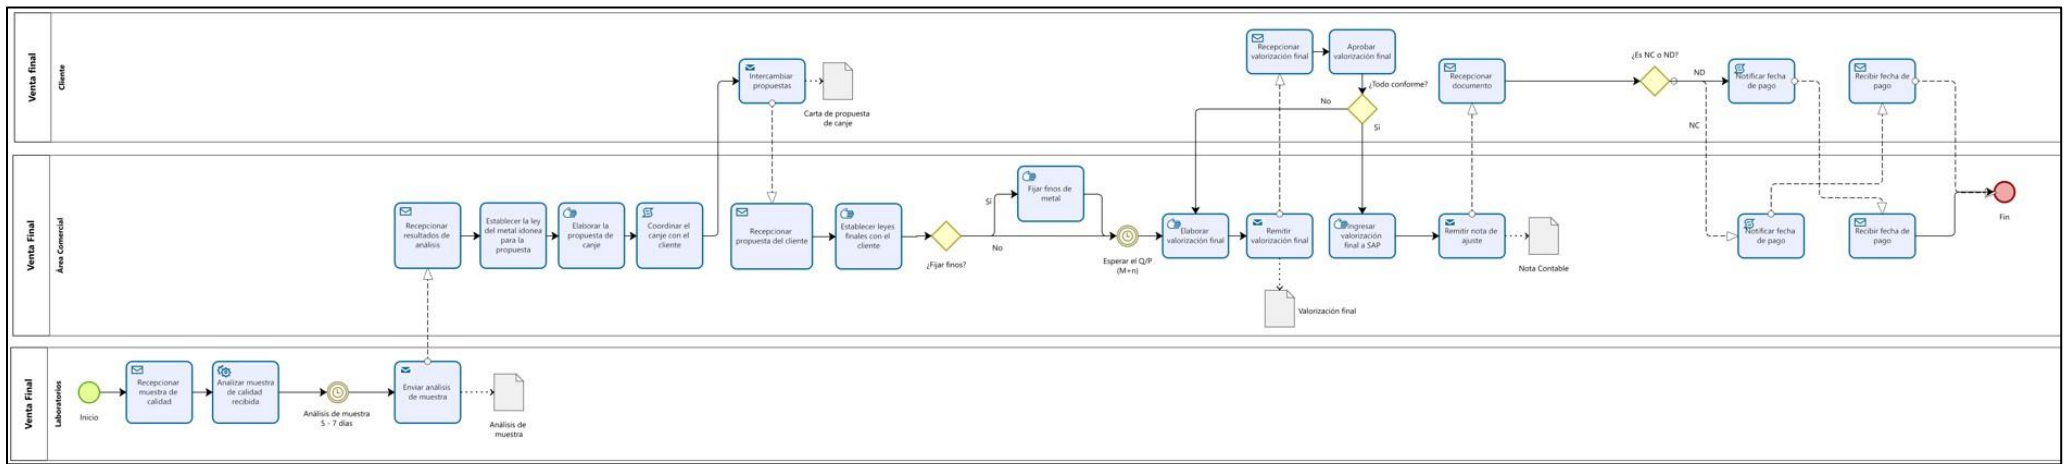 Venta final
Cliente
Intercambiar
propuestas
Carta de propuesta
de canje
Recepcionar
valorización final
Aprobar
valorización final
¿Todo conforme?
No
Si
Recepcionar
documento
¿Es NC o ND?
ND
NC
Notificar fecha
de pago
Recibir fecha de
pago
Venta Final
Área Comercial
Recepcionar
resultados de
análisis
Establecer la ley
del metal idonea
para la
propuesta
Elaborar la
propuesta de
canje
Coordinar el
canje con el
cliente
Recepcionar
propuesta del cliente
Establecer leyes
finales con el cliente
¿Fijar finos?
Si
No
Fijar finos de
metal
Esperar el Q/P
(M+n)
Elaborar
valorización final
Remitir
valorización final
Valorización final
Ingresar
valorización
final a SAP
Remitir nota de
ajuste
Nota Contable
Notificar fecha
de pago
Recibir fecha de
pago
Fin
Venta Final
Laboratorios
Inicio
Recepcionar
muestra de
calidad
Analizar muestra
de calidad
recibida
Análisis de muestra
5 - 7 días
Enviar análisis
de muestra
Análisis de
muestra